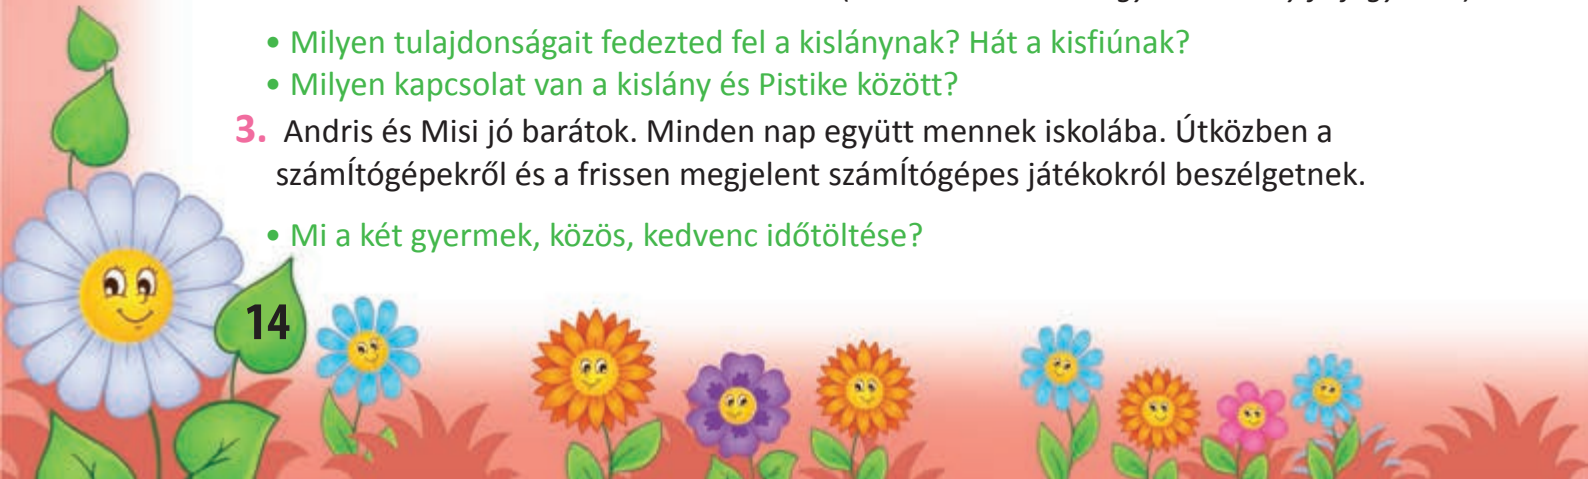 • Milyen tulajdonságait fedezted fel a kislánynak? Hát a kisfiúnak?
• Milyen kapcsolat van a kislány és Pistike között?
3. Andris és Misi jó barátok. Minden nap együtt mennek iskolába. Útközben a
számÍtógépekről és a frissen megjelent számÍtógépes játékokról beszélgetnek.
• Mi a két gyermek, közös, kedvenc időtöltése?
14